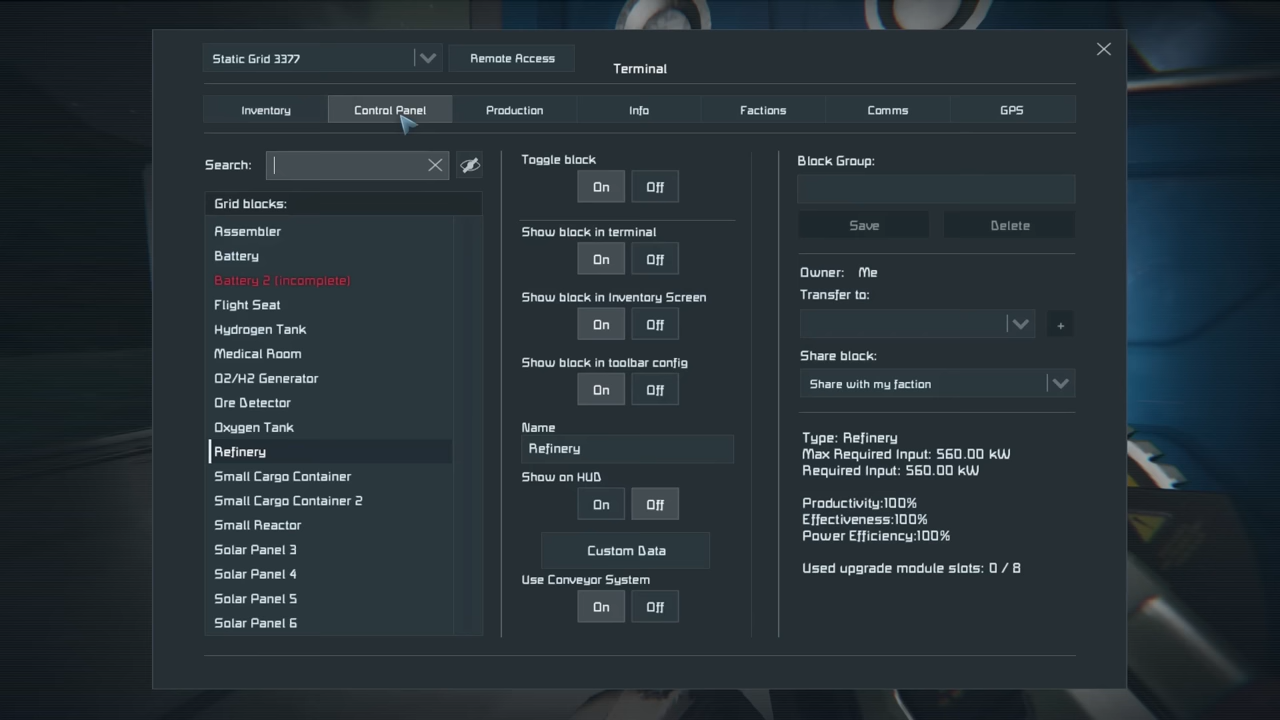 Static Grid 3377
Remote Access
Terminal
Inventory
Control Panel
Production
Info
Factions
Comms
GPS
Search:
Grid blocks:
Assembler
Battery
Battery 2 (incomplete)
Flight Seat
Hydrogen Tank
Medical Room
O2/H2 Generator
Ore Detector
Oxygen Tank
Refinery
Small Cargo Container
Small Cargo Container 2
Small Reactor
Solar Panel 3
Solar Panel 4
Solar Panel 5
Solar Panel 6
Toggle block
On Off
Show block in terminal
On Off
Show block in Inventory Screen
On Off
Show block in toolbar config
On Off
Name
Refinery
Show on HUD
On Off
Custom Data
Use Conveyor System
On Off
Block Group:
Save Delete
Owner: Me
Transfer to:
+
Share block:
Share with my faction
Type: Refinery
Max Required Input: 560.00 kW
Required Input: 560.00 kW
Productivity:100%
Effectiveness:100%
Power Efficiency:100%
Used upgrade module slots: 0 / 8